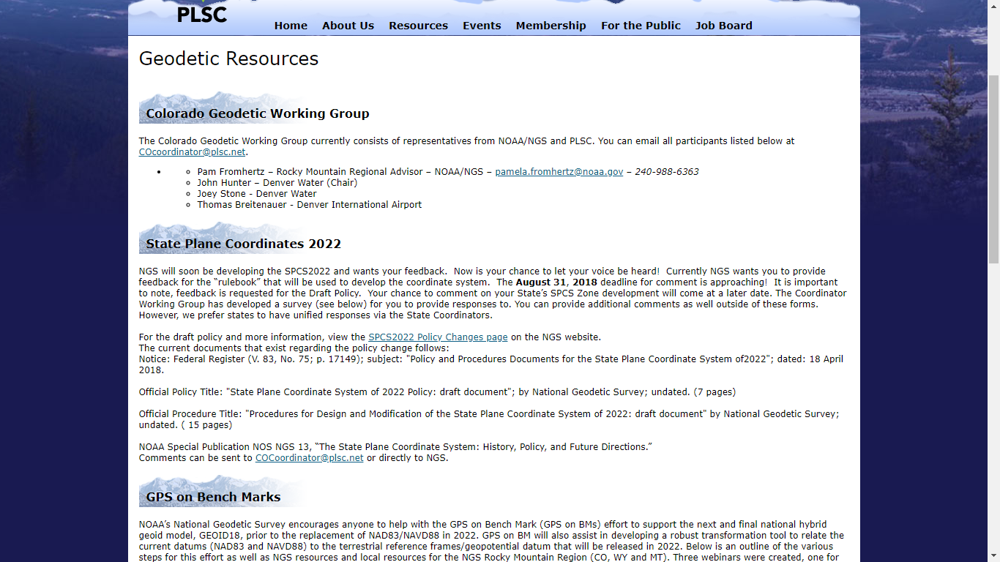 PLSC
Home About Us Resources Events Membership For the Public Job Board
Geodetic Resources
Colorado Geodetic Working Group
The Colorado Geodetic Working Group currently consists of representatives from NOAA/NGS and PLSC. You can email all participants listed below at
COcoordinator@plsc.net.
Pam Fromhertz – Rocky Mountain Regional Advisor – NOAA/NGS – pamela.fromhertz@noaa.gov – 240-988-6363
John Hunter – Denver Water (Chair)
Joey Stone - Denver Water
Thomas Breitenauer - Denver International Airport
State Plane Coordinates 2022
NGS will soon be developing the SPCS2022 and wants your feedback.  Now is your chance to let your voice be heard!  Currently NGS wants you to provide
feedback for the “rulebook” that will be used to develop the coordinate system.  The August 31, 2018 deadline for comment is approaching!  It is important
to note, feedback is requested for the Draft Policy.  Your chance to comment on your State’s SPCS Zone development will come at a later date. The Coordinator
Working Group has developed a survey (see below) for you to provide responses to. You can provide additional comments as well outside of these forms.
However, we prefer states to have unified responses via the State Coordinators.
For the draft policy and more information, view the SPCS2022 Policy Changes page on the NGS website.
The current documents that exist regarding the policy change follows:
Notice: Federal Register (V. 83, No. 75; p. 17149); subject: "Policy and Procedures Documents for the State Plane Coordinate System of2022"; dated: 18 April
2018.
Official Policy Title: "State Plane Coordinate System of 2022 Policy: draft document"; by National Geodetic Survey; undated. (7 pages)
Official Procedure Title: "Procedures for Design and Modification of the State Plane Coordinate System of 2022: draft document" by National Geodetic Survey;
undated. ( 15 pages)
NOAA Special Publication NOS NGS 13, “The State Plane Coordinate System: History, Policy, and Future Directions.”
Comments can be sent to COCoordinator@plsc.net or directly to NGS.
GPS on Bench Marks
NOAA’s National Geodetic Survey encourages anyone to help with the GPS on Bench Mark (GPS on BMs) effort to support the next and final national hybrid
geoid model, GEOID18, prior to the replacement of NAD83/NAVD88 in 2022. GPS on BM will also assist in developing a robust transformation tool to relate the
current datums (NAD83 and NAVD88) to the terrestrial reference frames/geopotential datum that will be released in 2022. Below is an outline of the various
steps for this effort as well as NGS resources and local resources for the NGS Rocky Mountain Region (CO, WY and MT). Three webinars were created, one for